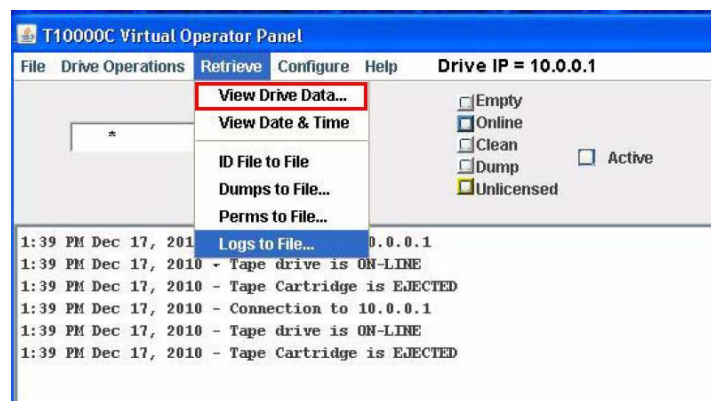 T10000C Virtual Operator Panel
File Drive Operations Retrieve Configure Help Drive IP = 10.0.0.1
View Drive Data...
View Date & Time
ID File to File
Dumps to File...
Perms to File...
Logs to File...
*
Empty
Online
Clean
Dump
Unlicensed
Active
1:39 PM Dec 17, 201 0.0.0.1
1:39 PM Dec 17, 2010 - Tape drive is ON-LINE
1:39 PM Dec 17, 2010 - Tape Cartridge is EJECTED
1:39 PM Dec 17, 2010 - Connection to 10.0.0.1
1:39 PM Dec 17, 2010 - Tape drive is ON-LINE
1:39 PM Dec 17, 2010 - Tape Cartridge is EJECTED